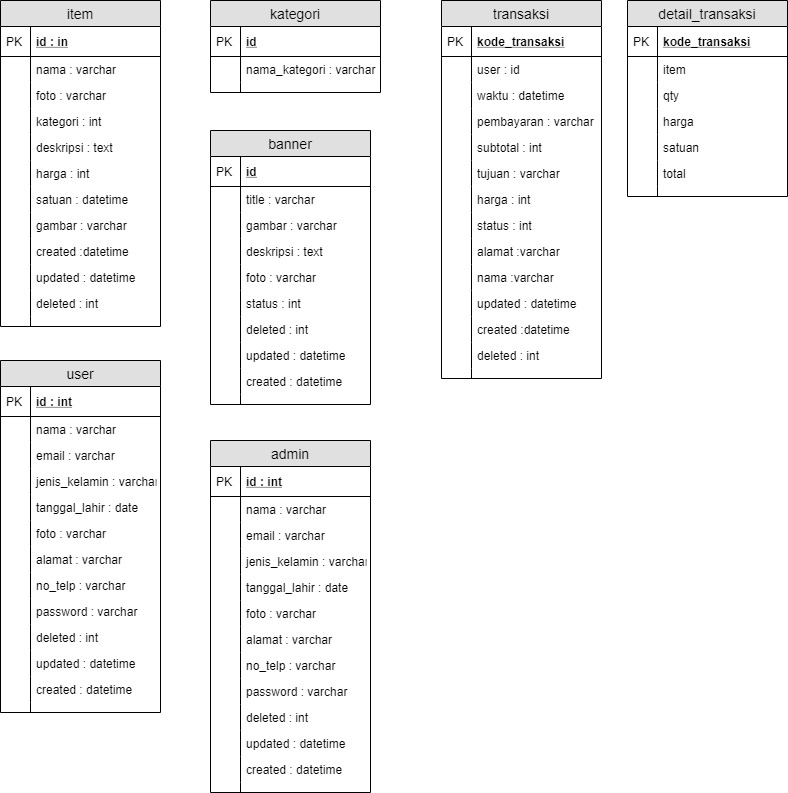 item
PK id : in
nama : varchar
foto : varchar
kategori : int
deskripsi : text
harga : int
satuan : datetime
gambar : varchar
created :datetime
updated : datetime
deleted : int
user
PK id : int
nama : varchar
email : varchar
jenis_kelamin : varchar
tanggal_lahir : date
foto : varchar
alamat : varchar
no_telp : varchar
password : varchar
deleted : int
updated : datetime
created : datetime
kategori
PK id
nama_kategori : varchar
banner
PK id
title : varchar
gambar : varchar
deskripsi : text
foto : varchar
status : int
deleted : int
updated : datetime
created : datetime
admin
PK id : int
nama : varchar
email : varchar
jenis_kelamin : varchar
tanggal_lahir : date
foto : varchar
alamat : varchar
no_telp : varchar
password : varchar
deleted : int
updated : datetime
created : datetime
transaksi
PK kode_transaksi
user : id
waktu : datetime
pembayaran : varchar
subtotal : int
tujuan : varchar
harga : int
status : int
alamat :varchar
nama :varchar
updated : datetime
created :datetime
deleted : int
detail_transaksi
PK kode_transaksi
item
qty
harga
satuan
total